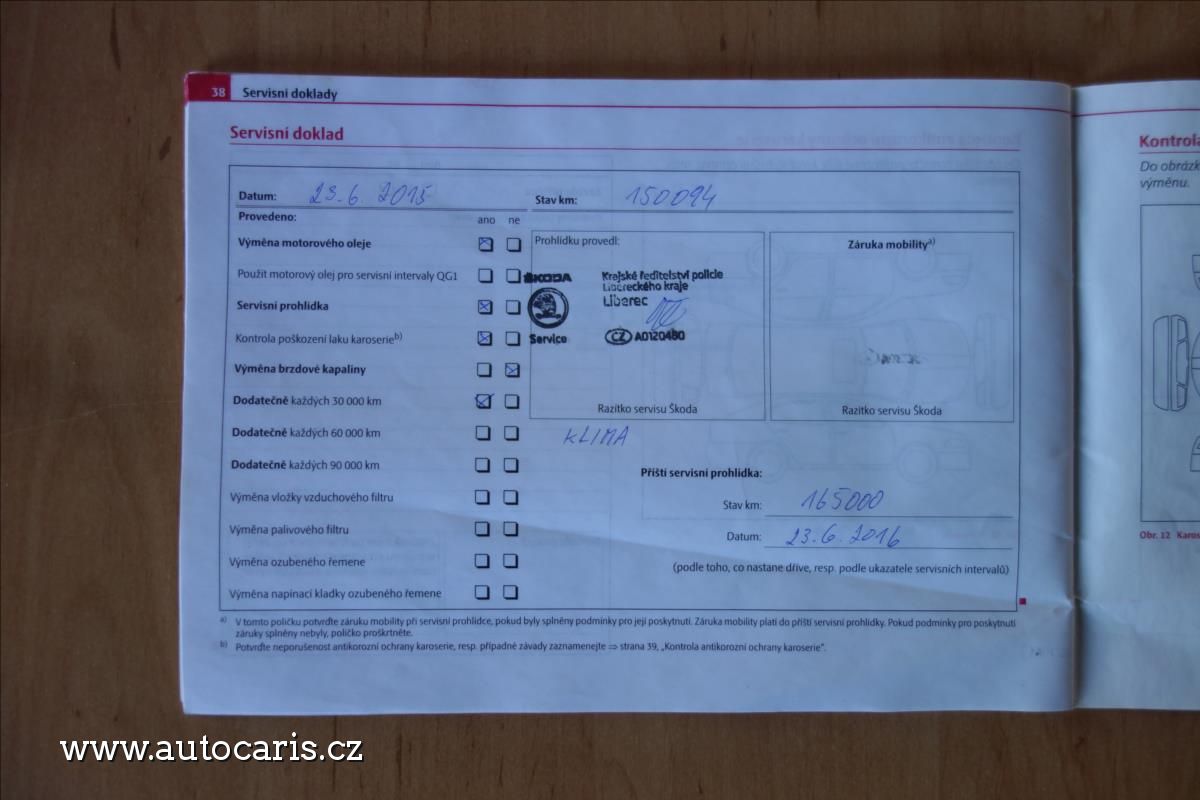 38 Servisní doklady
Servisní doklad
Datum: 23.6. 2015 Stav km: 150094
Provedeno: ano ne
Výměna motorového oleje
Použit motorový olej pro servisní intervaly QG1
Servisní prohlídka
Kontrola poškození laku karoserie b)
Výměna brzdové kapaliny
Dodatečně každých 30 000 km
Dodatečně každých 60 000 km
Dodatečně každých 90 000 km
Výměna vložky vzduchového filtru
Výměna palivového filtru
Výměna ozubeného řemene
Výměna napínací kladky ozubeného řemene
Prohlídku provedl:
ŠKODA
Service
Krajské ředitelství policie
Libereckého kraje
Liberec
CZ A0120480
Razítko servisu Škoda
Záruka mobility a)
Razítko servisu Škoda
KLIMA
Příští servisní prohlídka:
Stav km: 165000
Datum: 23.6.2016
(podle toho, co nastane dříve, resp. podle ukazatele servisních intervalů)
a) V tomto políčku potvrďte záruku mobility při servisní prohlídce, pokud byly splněny podmínky pro její poskytnutí. Záruka mobility platí do příští servisní prohlídky. Pokud podmínky pro poskytnutí
záruky splněny nebyly, políčko proškrtněte.
b) Potvrďte neporušenost antikorozní ochrany karoserie, resp. případné závady zaznamenejte ⇒ strana 39, „Kontrola antikorozní ochrany karoserie".
Kontrola
Do obrázk
výměnu.
Obr. 12 Karos
www.autocaris.cz